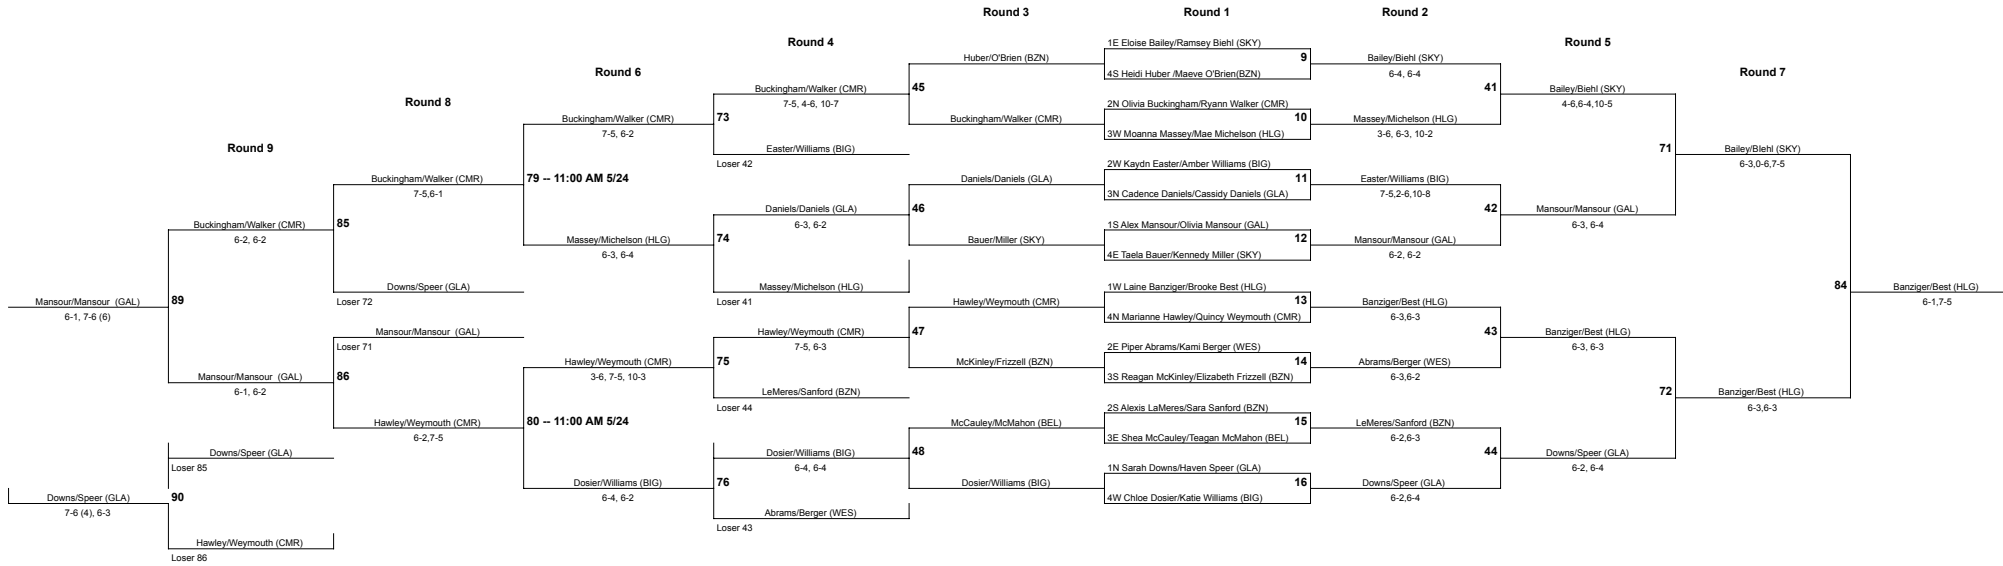 Round 3
Round 1
Round 2
Round 4
Round 5
Round 6
Round 7
Round 8
Round 9
1E Eloise Bailey/Ramsey Biehl (SKY)
9
4S Heidi Huber /Maeve O'Brien(BZN)
2N Olivia Buckingham/Ryann Walker (CMR)
10
3W Moanna Massey/Mae Michelson (HLG)
2W Kaydn Easter/Amber Williams (BIG)
11
3N Cadence Daniels/Cassidy Daniels (GLA)
1S Alex Mansour/Olivia Mansour (GAL)
12
4E Taela Bauer/Kennedy Miller (SKY)
1W Laine Banziger/Brooke Best (HLG)
13
4N Marianne Hawley/Quincy Weymouth (CMR)
2E Piper Abrams/Kami Berger (WES)
14
3S Reagan McKinley/Elizabeth Frizzell (BZN)
2S Alexis LaMeres/Sara Sanford (BZN)
15
3E Shea McCauley/Teagan McMahon (BEL)
1N Sarah Downs/Haven Speer (GLA)
16
4W Chloe Dosier/Katie Williams (BIG)
Bailey/Biehl (SKY)
6-4, 6-4
41
Massey/Michelson (HLG)
3-6, 6-3, 10-2
Easter/Williams (BIG)
7-5,2-6,10-8
42
Mansour/Mansour (GAL)
6-2, 6-2
Banziger/Best (HLG)
6-3,6-3
43
Abrams/Berger (WES)
6-3,6-2
LeMeres/Sanford (BZN)
6-2,6-3
44
Downs/Speer (GLA)
6-2,6-4
Bailey/Biehl (SKY)
4-6,6-4,10-5
71
Mansour/Mansour (GAL)
6-3, 6-4
Banziger/Best (HLG)
6-3, 6-3
72
Downs/Speer (GLA)
6-2, 6-4
Bailey/BIehl (SKY)
6-3,0-6,7-5
84
Banziger/Best (HLG)
6-3,6-3
Banziger/Best (HLG)
6-1,7-5
Huber/O'Brien (BZN)
45
Buckingham/Walker (CMR)
Daniels/Daniels (GLA)
46
Bauer/Miller (SKY)
Hawley/Weymouth (CMR)
47
McKinley/Frizzell (BZN)
McCauley/McMahon (BEL)
48
Dosier/Williams (BIG)
Buckingham/Walker (CMR)
7-5, 4-6, 10-7
73
Easter/Williams (BIG)
Loser 42
Daniels/Daniels (GLA)
6-3, 6-2
74
Massey/Michelson (HLG)
Loser 41
Hawley/Weymouth (CMR)
7-5, 6-3
75
LeMeres/Sanford (BZN)
Loser 44
Dosier/Williams (BIG)
6-4, 6-4
76
Abrams/Berger (WES)
Loser 43
Buckingham/Walker (CMR)
7-5, 6-2
79 -- 11:00 AM 5/24
Massey/Michelson (HLG)
6-3, 6-4
Hawley/Weymouth (CMR)
3-6, 7-5, 10-3
80 -- 11:00 AM 5/24
Dosier/Williams (BIG)
6-4, 6-2
Buckingham/Walker (CMR)
7-5,6-1
85
Downs/Speer (GLA)
Loser 72
Mansour/Mansour (GAL)
Loser 71
86
Hawley/Weymouth (CMR)
6-2,7-5
Buckingham/Walker (CMR)
6-2, 6-2
89
Mansour/Mansour (GAL)
6-1, 6-2
Mansour/Mansour (GAL)
6-1, 7-6 (6)
Downs/Speer (GLA)
Loser 85
90
Hawley/Weymouth (CMR)
Loser 86
Downs/Speer (GLA)
7-6 (4), 6-3